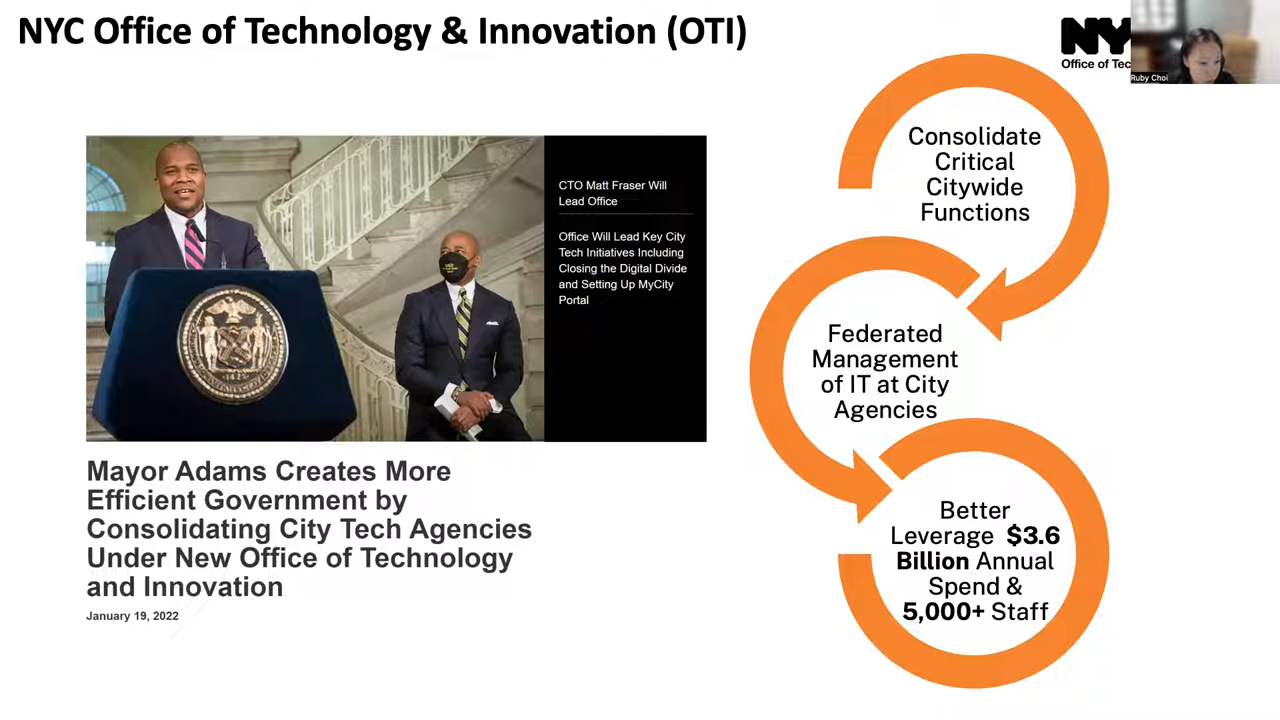 NYC Office of Technology & Innovation (OTI)
NY
Office of Tec
Ruby Choi
CTO Matt Fraser Will
Lead Office
Office Will Lead Key City
Tech Initiatives Including
Closing the Digital Divide
and Setting Up MyCity
Portal
Mayor Adams Creates More
Efficient Government by
Consolidating City Tech Agencies
Under New Office of Technology
and Innovation
January 19, 2022
Consolidate
Critical
Citywide
Functions
Federated
Management
of IT at City
Agencies
Better
Leverage $3.6
Billion Annual
Spend &
5,000+ Staff